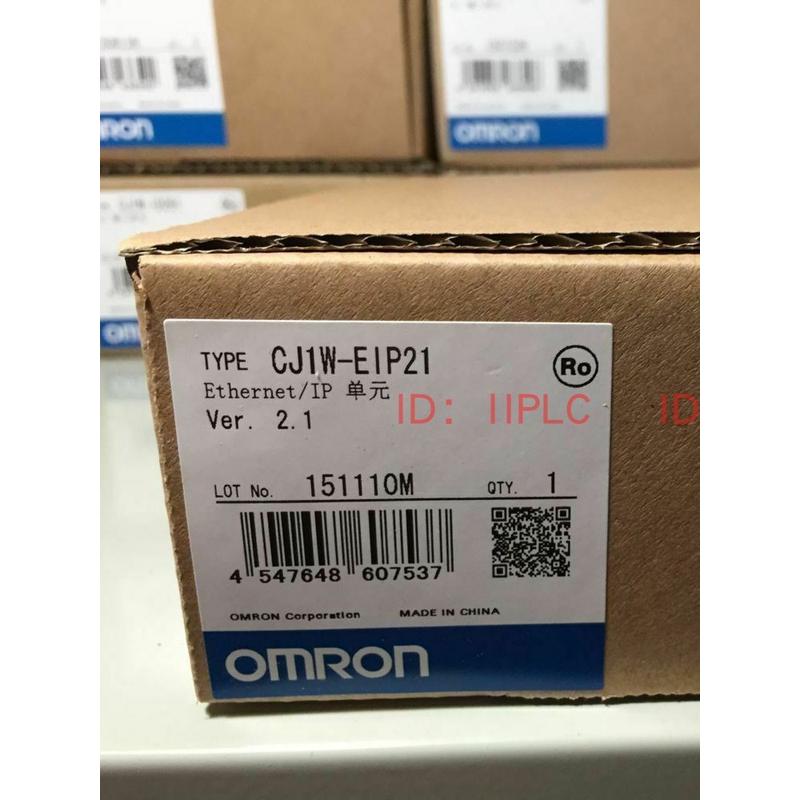 OMRON
OMRON
TYPE CJ1W-EIP21
Ro
Ethernet/IP 单元
Ver. 2.1
ID: IIPLC ID
LOT No. 151110M QTY. 1
4 547648 607537
OMRON Corporation MADE IN CHINA
OMRON